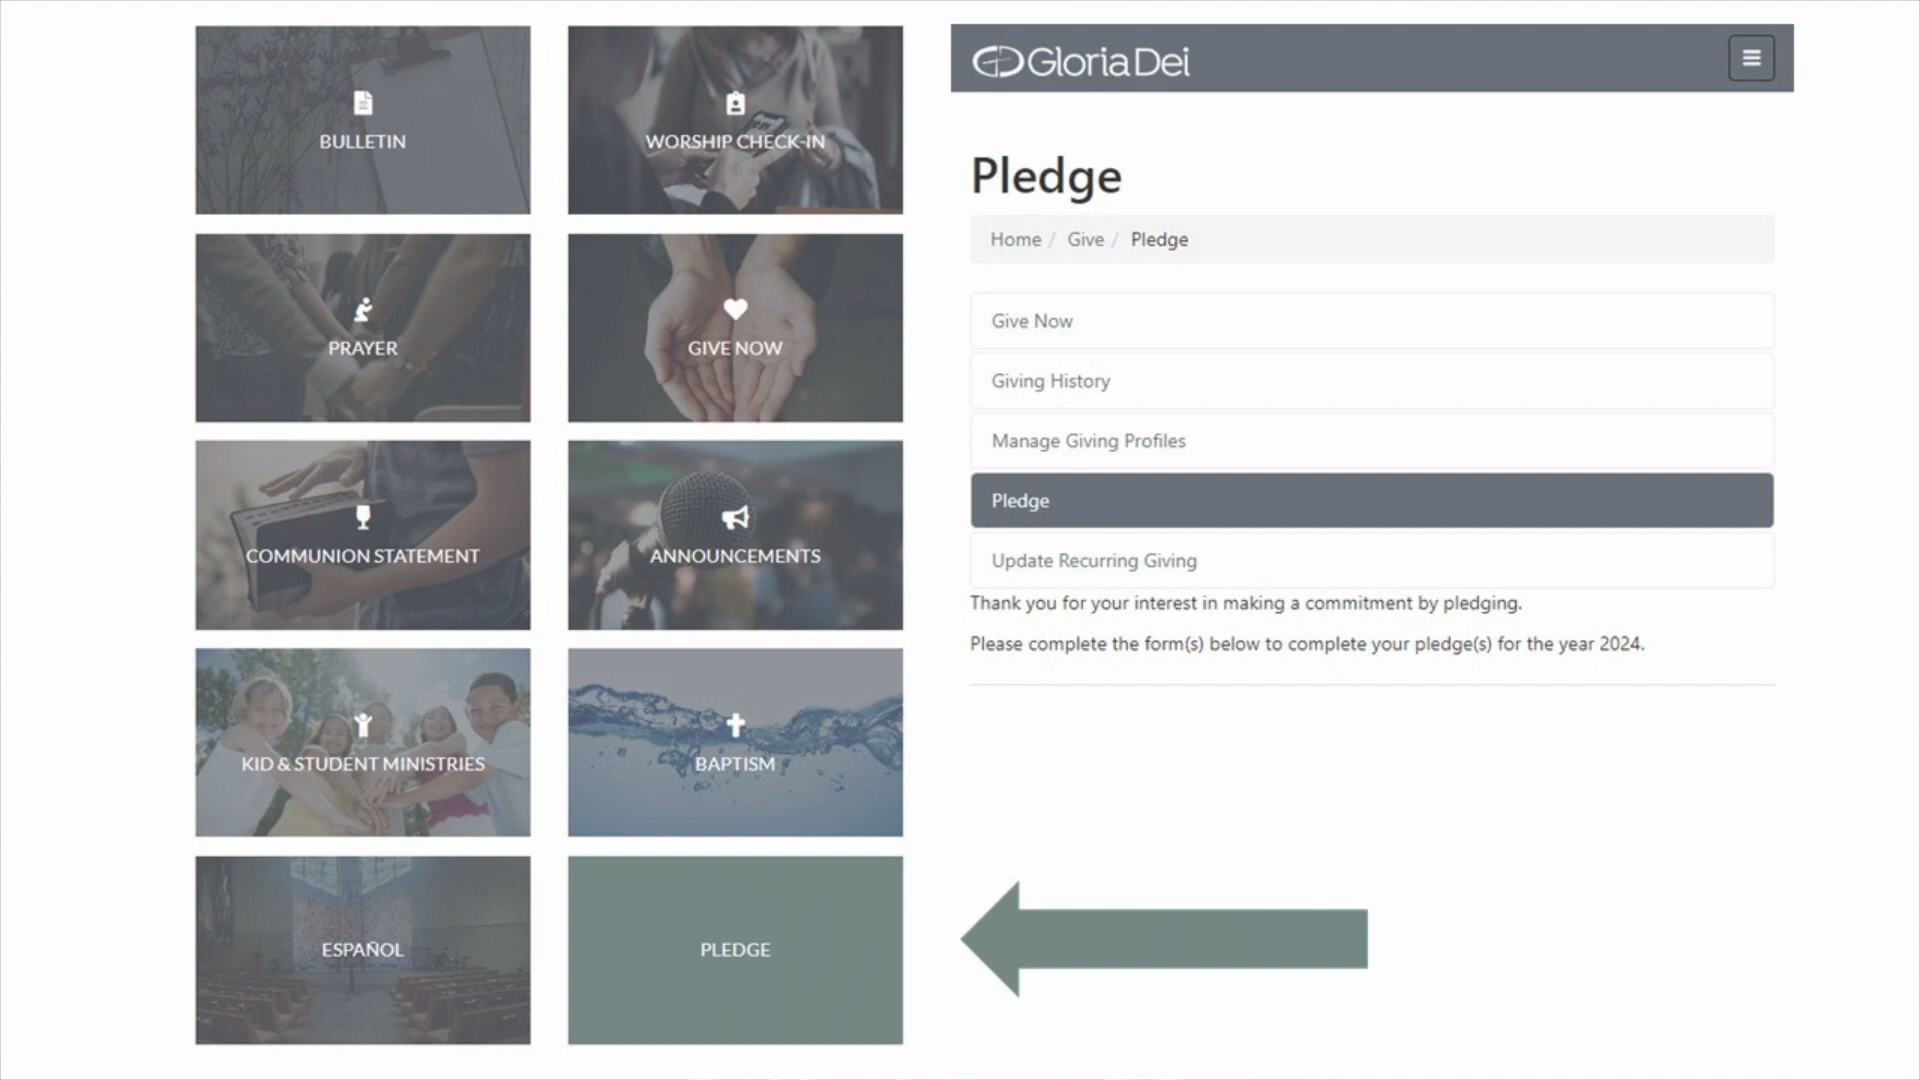 BULLETIN
WORSHIP CHECK-IN
PRAYER
GIVE NOW
COMMUNION STATEMENT
ANNOUNCEMENTS
KID & STUDENT MINISTRIES
BAPTISM
ESPAÑOL
PLEDGE
Gloria Dei
Pledge
Home / Give / Pledge
Give Now
Giving History
Manage Giving Profiles
Pledge
Update Recurring Giving
Thank you for your interest in making a commitment by pledging.
Please complete the form(s) below to complete your pledge(s) for the year 2024.